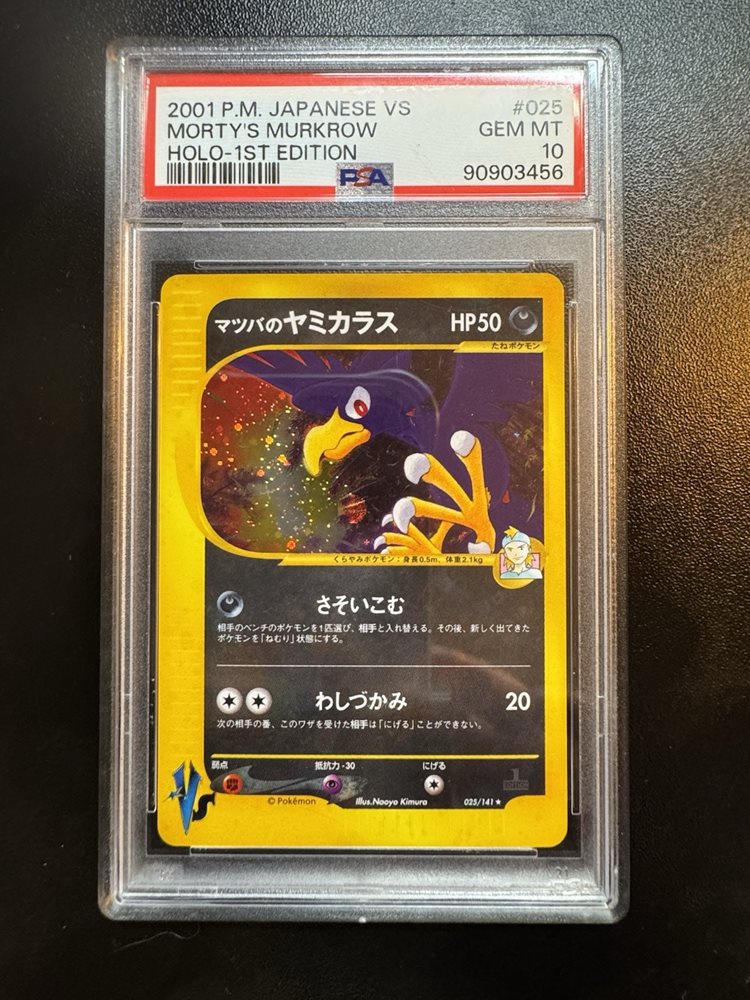 2001 P.M. JAPANESE VS #025
MORTY'S MURKROW GEM MT
HOLO-1ST EDITION 10
PSA 90903456
マツバのヤミカラス HP50
たねポケモン
くらやみポケモン：身長0.5m、体重2.1kg
さそいこむ
相手のベンチのポケモンを1匹選び、相手と入れ替える。その後、新しく出てきた
ポケモンを「ねむり」状態にする。
わしづかみ 20
次の相手の番、このワザを受けた相手は「にげる」ことができない。
弱点 抵抗力-30 にげる
1
EDITION
VS
© Pokémon Illus.Naoyo Kimura 025/141★